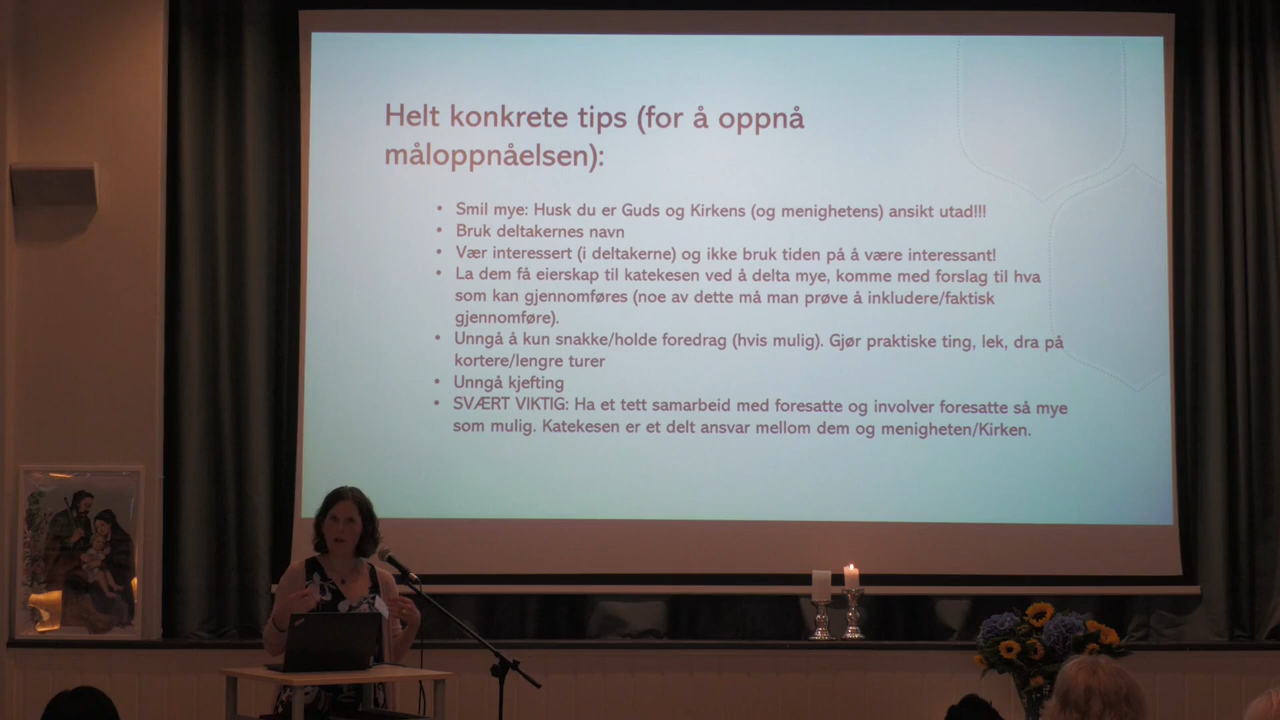 Helt konkrete tips (for å oppnå
måloppnåelsen):
• Smil mye: Husk du er Guds og Kirkens (og menighetens) ansikt utad!!!
• Bruk deltakernes navn
• Vær interessert (i deltakerne) og ikke bruk tiden på å være interessant!
• La dem få eierskap til katekesen ved å delta mye, komme med forslag til hva
som kan gjennomføres (noe av dette må man prøve å inkludere/faktisk
gjennomføre).
• Unngå å kun snakke/holde foredrag (hvis mulig). Gjør praktiske ting, lek, dra på
kortere/lengre turer
• Unngå kjefting
• SVÆRT VIKTIG: Ha et tett samarbeid med foresatte og involver foresatte så mye
som mulig. Katekesen er et delt ansvar mellom dem og menigheten/Kirken.